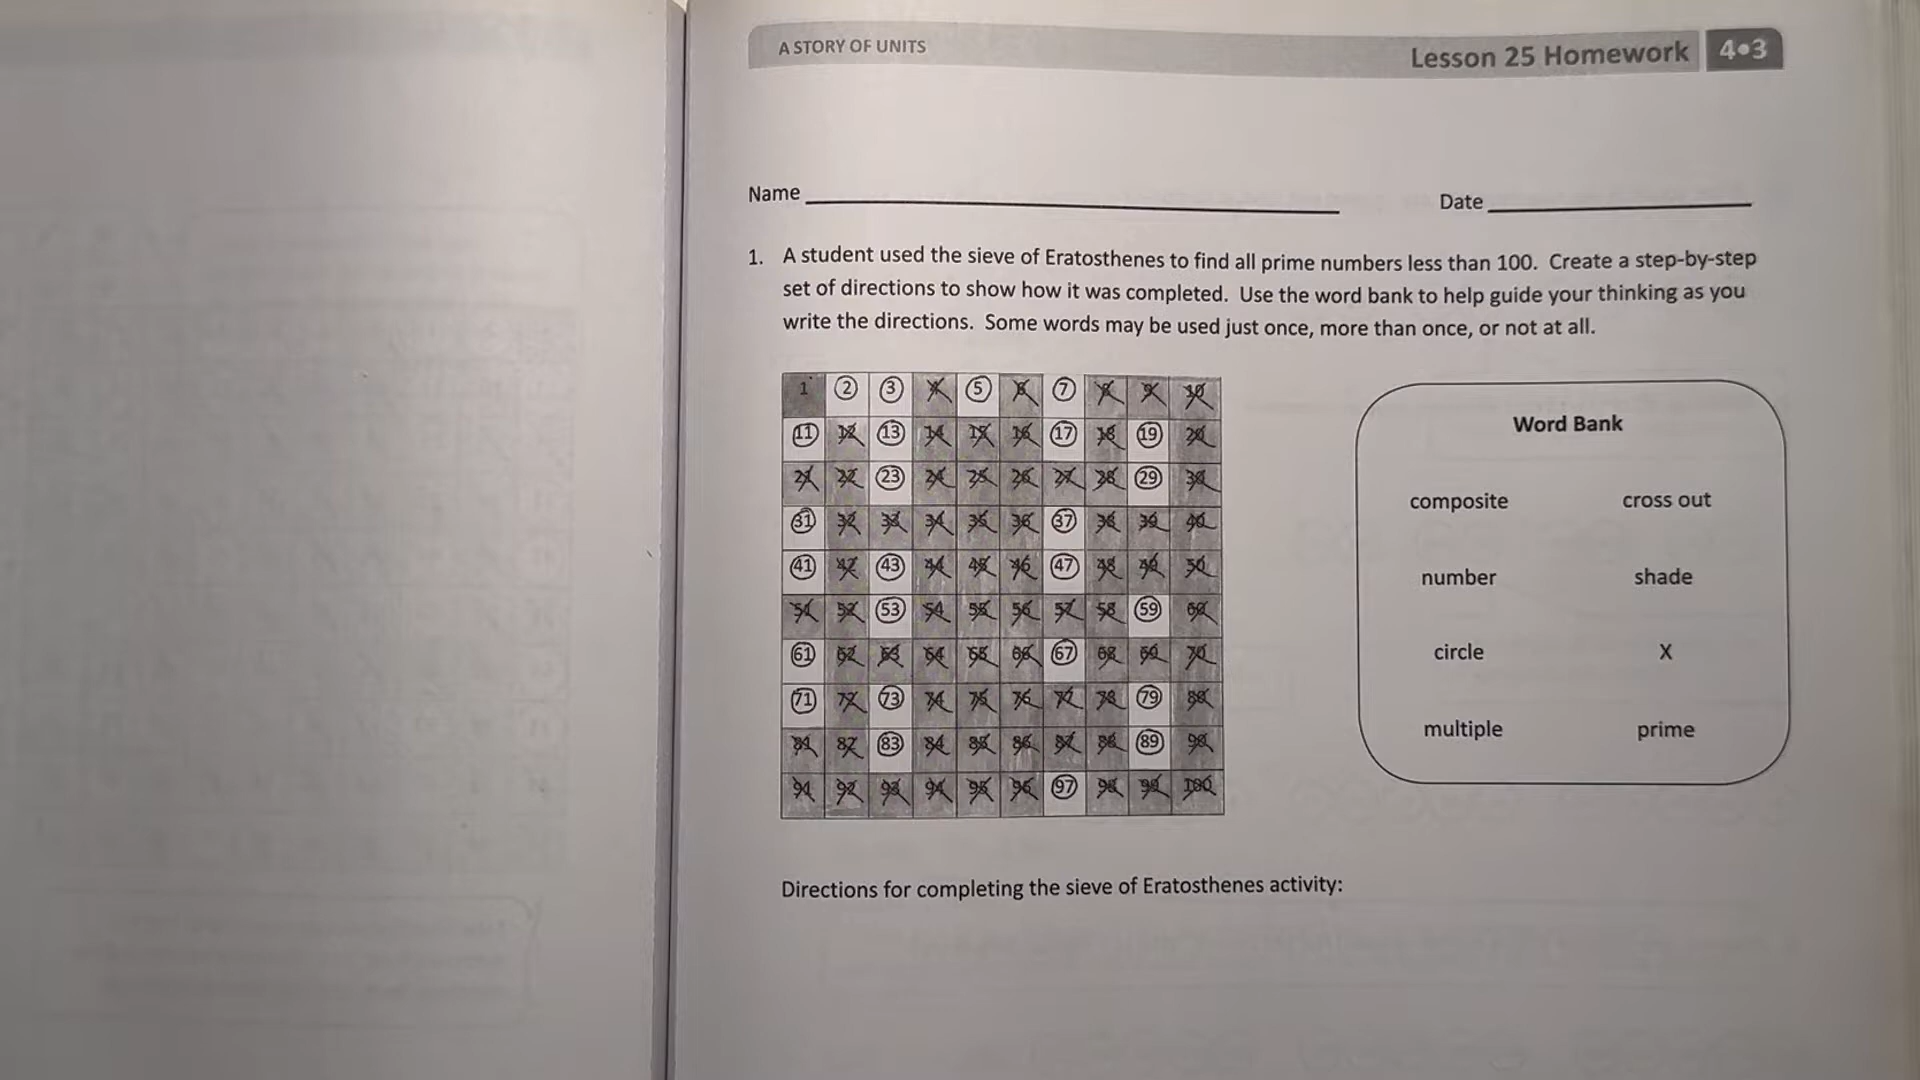 A STORY OF UNITS
Lesson 25 Homework 4•3
Name
Date
1. A student used the sieve of Eratosthenes to find all prime numbers less than 100. Create a step-by-step
set of directions to show how it was completed. Use the word bank to help guide your thinking as you
write the directions. Some words may be used just once, more than once, or not at all.
1 2 3 4 5 6 7 8 9 10
11 12 13 14 15 16 17 18 19 20
21 22 23 24 25 26 27 28 29 30
31 32 33 34 35 36 37 38 39 40
41 42 43 44 45 46 47 48 49 50
51 52 53 54 55 56 57 58 59 60
61 62 63 64 65 66 67 68 69 70
71 72 73 74 75 76 77 78 79 80
81 82 83 84 85 86 87 88 89 90
91 92 93 94 95 96 97 98 99 100
Word Bank
composite cross out
number shade
circle X
multiple prime
Directions for completing the sieve of Eratosthenes activity: